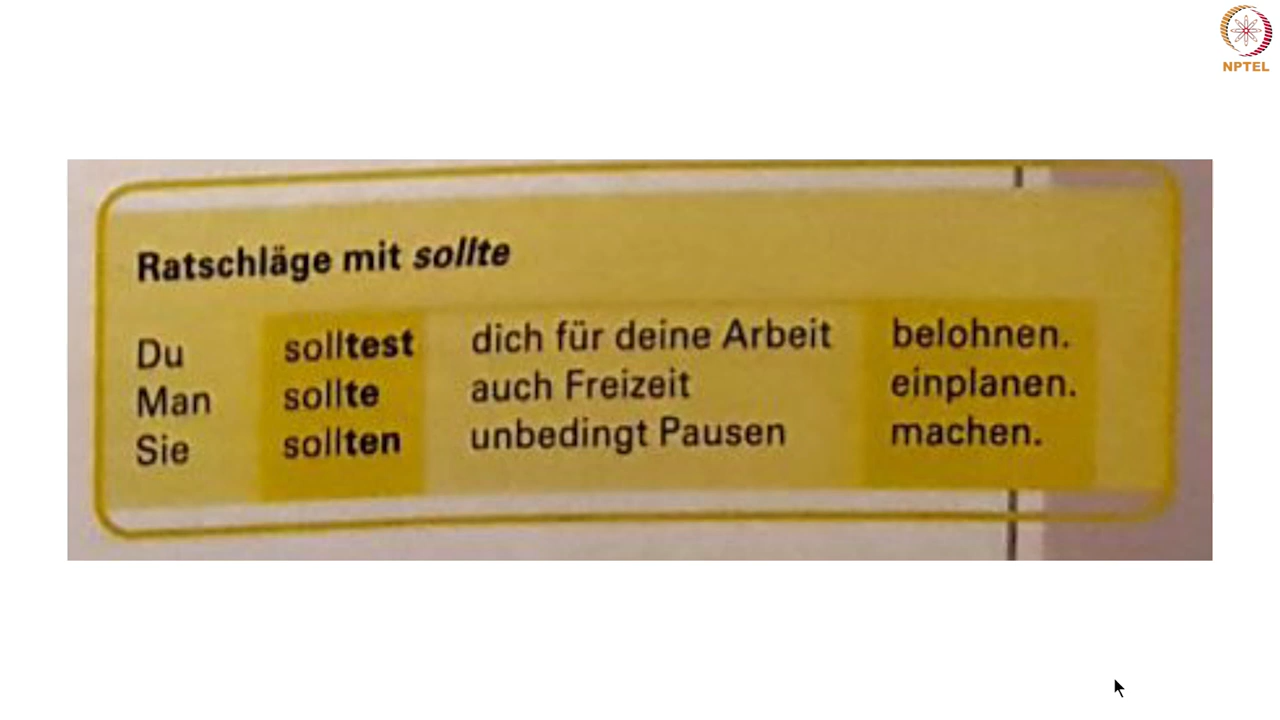 NPTEL
Ratschläge mit sollte
Du solltest dich für deine Arbeit belohnen.
Man sollte auch Freizeit einplanen.
Sie sollten unbedingt Pausen machen.